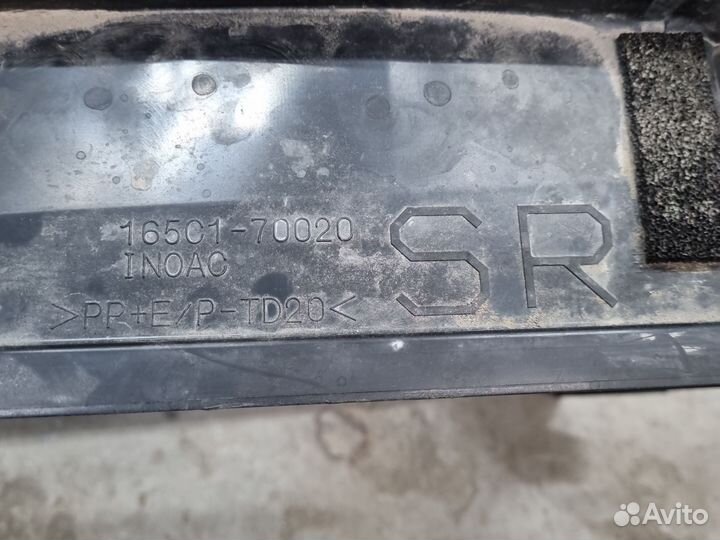 165C1-70020
INOAC
>PP+E/P-TD20<
SR
Avito